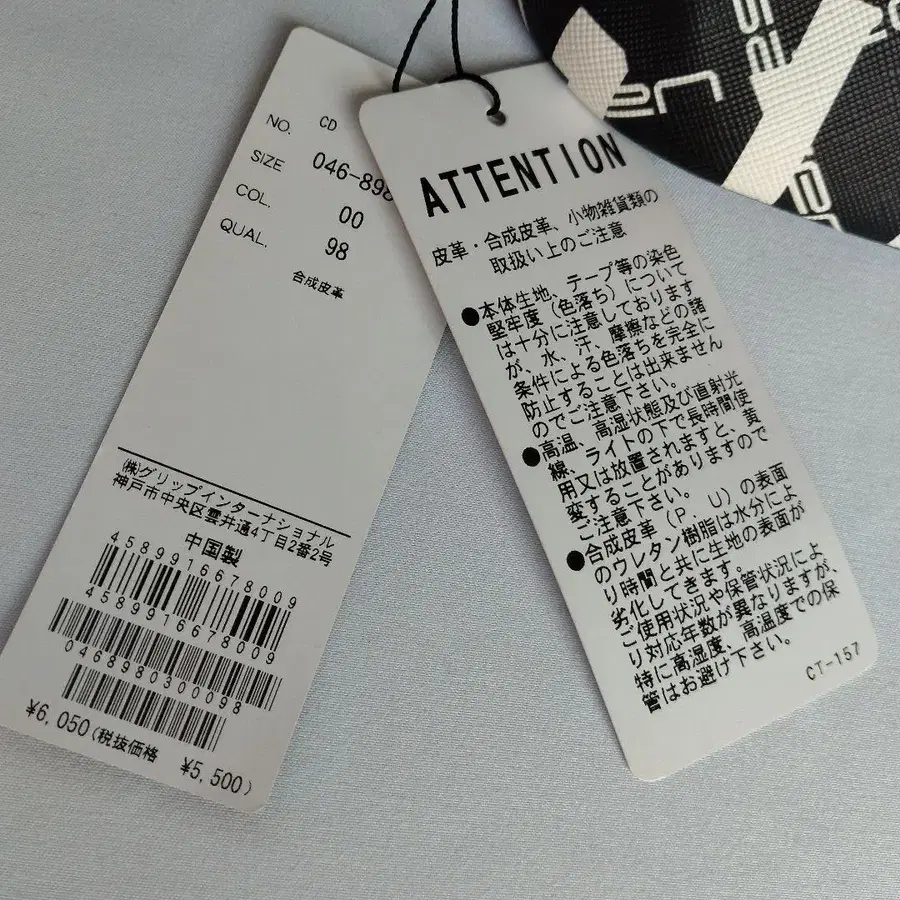 NO. CD
SIZE 046-898
COL. 00
QUAL. 98
合成皮革
(株)グリップインターナショナル
神戸市中央区雲井通4丁目2番2号
中国製
4589916678009
4589916678009
0468980300098
¥6,050(税抜価格 ¥5,500)
ATTENTION
皮革・合成皮革、小物雑貨類の
取扱い上のご注意
●本体生地、テープ等の染色
堅牢度（色落ち）について
は十分に注意しております
が、水、汗、摩擦などの諸
条件による色落ちを完全に
防止することは出来ません
のでご注意下さい。
●高温、高湿状態及び直射光
線、ライトの下で長時間使
用又は放置されますと、黄
変することがありますので
ご注意下さい。
●合成皮革（P.U）の表面
のウレタン樹脂は水分によ
り時間と共に生地の表面が
劣化してきます。
ご使用状況や保管状況によ
り対応年数が異なりますが、
特に高湿度、高温度での保
管はお避け下さい。
CT-157